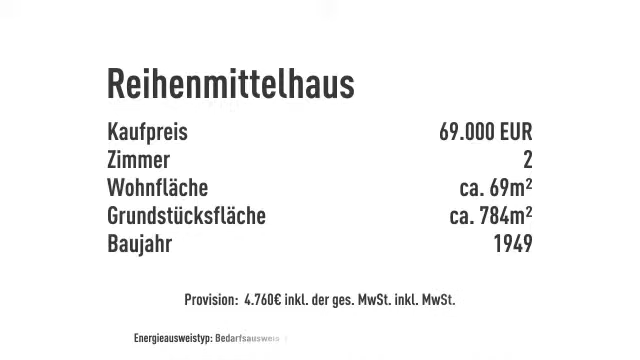 Reihenmittelhaus
Kaufpreis 69.000 EUR
Zimmer 2
Wohnfläche ca. 69m²
Grundstücksfläche ca. 784m²
Baujahr 1949
Provision: 4.760€ inkl. der ges. MwSt. inkl. MwSt.
Energieausweistyp: Bedarfsausweis